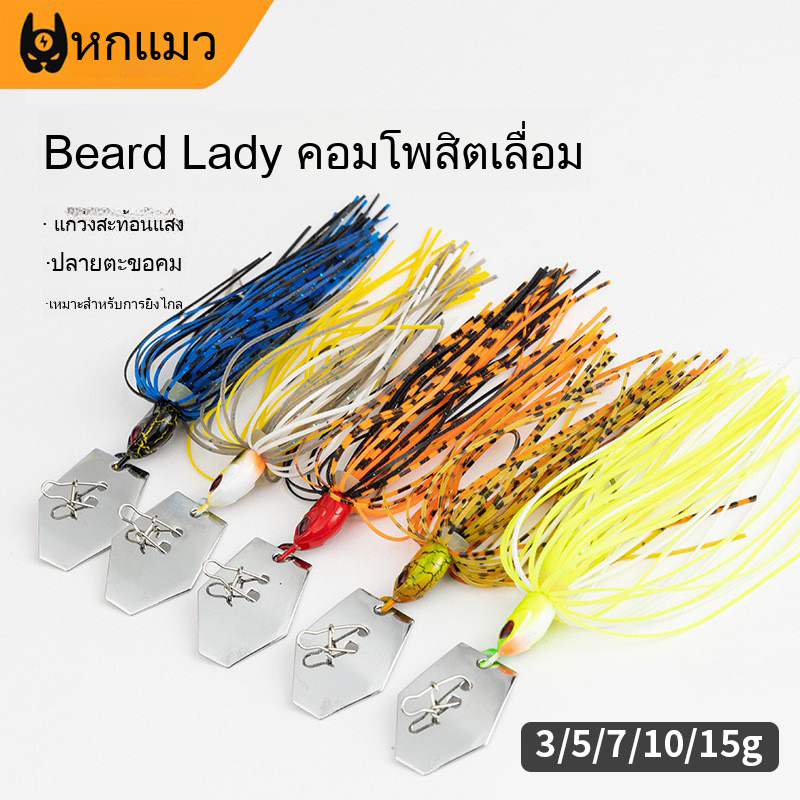 หกแมว
Beard Lady คอมโพสิตเลื่อม
· แกว่งสะท้อนแสง
·ปลายตะขอคม
·เหมาะสำหรับการยิงไกล
3/5/7/10/15g